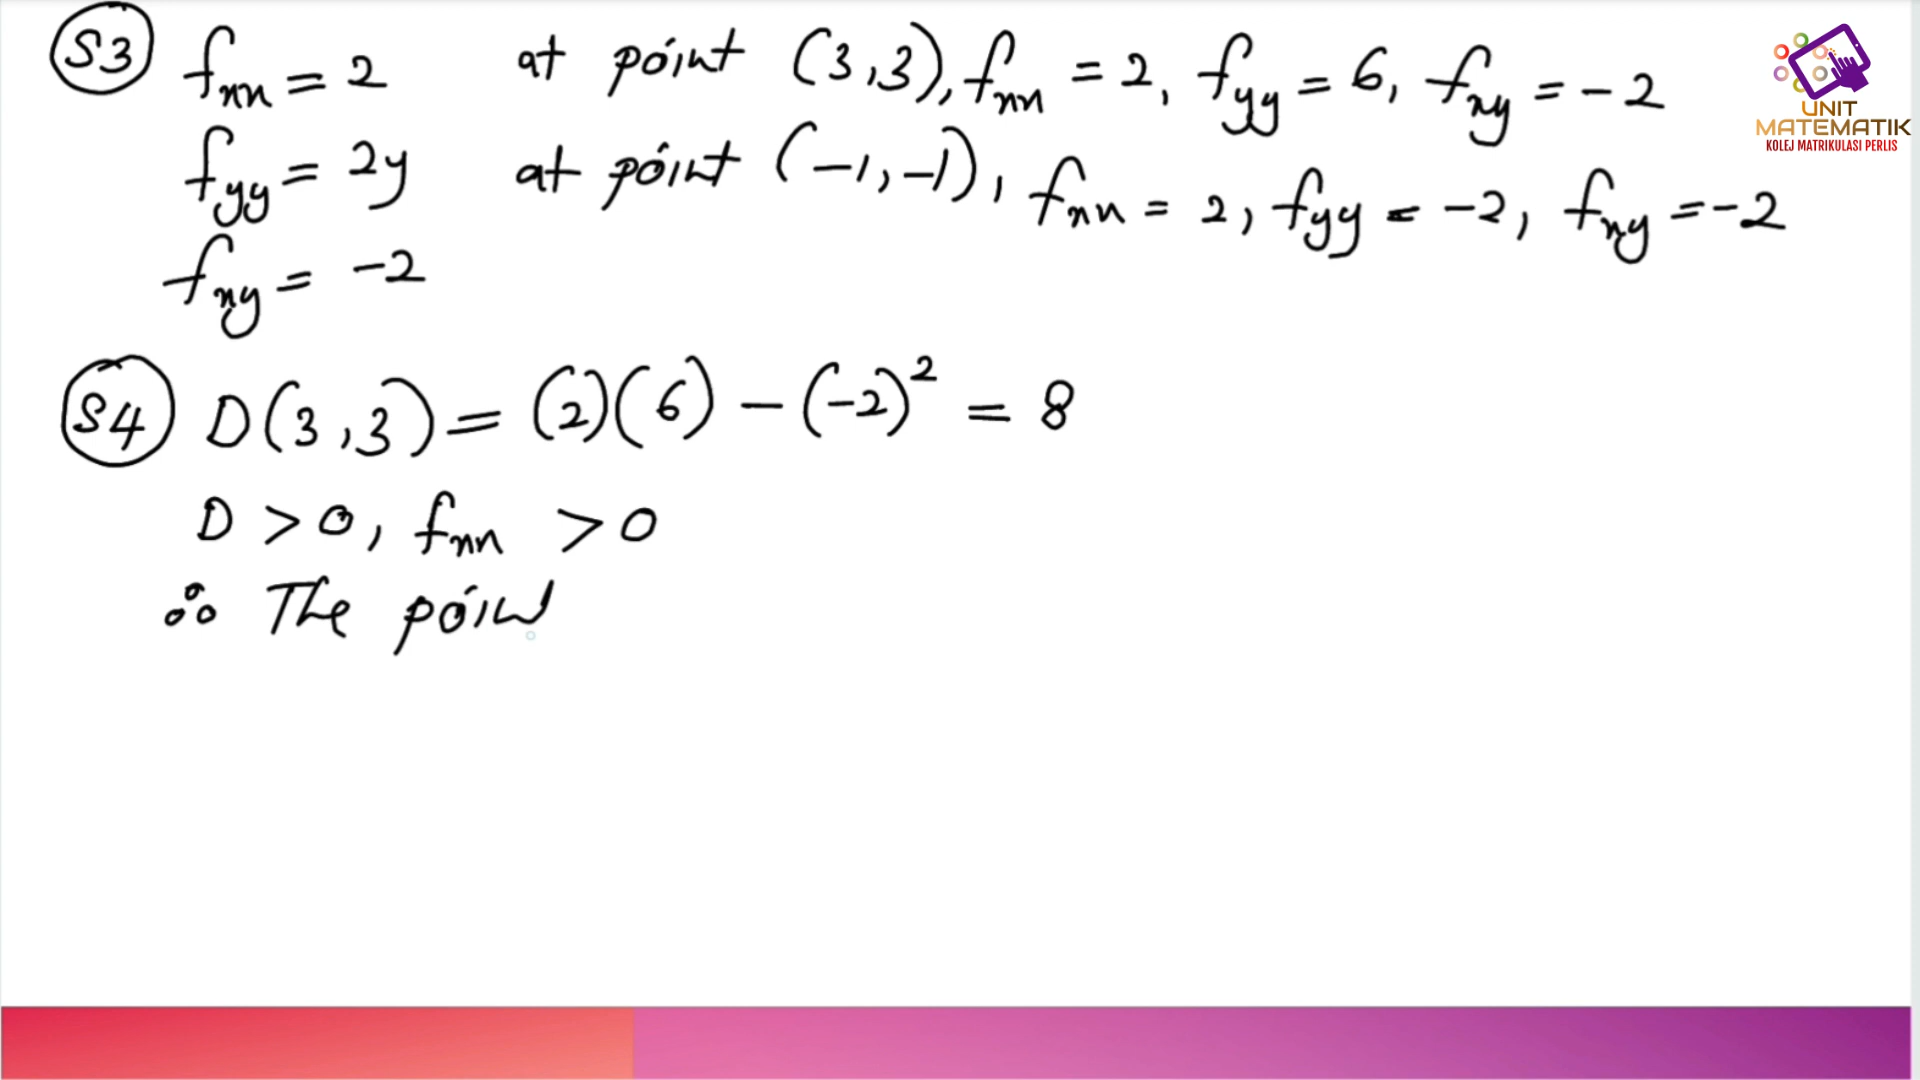 S3 fxx = 2 at point (3,3), fxx = 2, fyy = 6, fxy = -2
fyy = 2y at point (-1,-1), fxx = 2, fyy = -2, fxy = -2
fxy = -2
S4 D(3,3) = (2)(6) - (-2)² = 8
D > 0, fxx > 0
∴ The point
UNIT
MATEMATIK
KOLEJ MATRIKULASI PERLIS